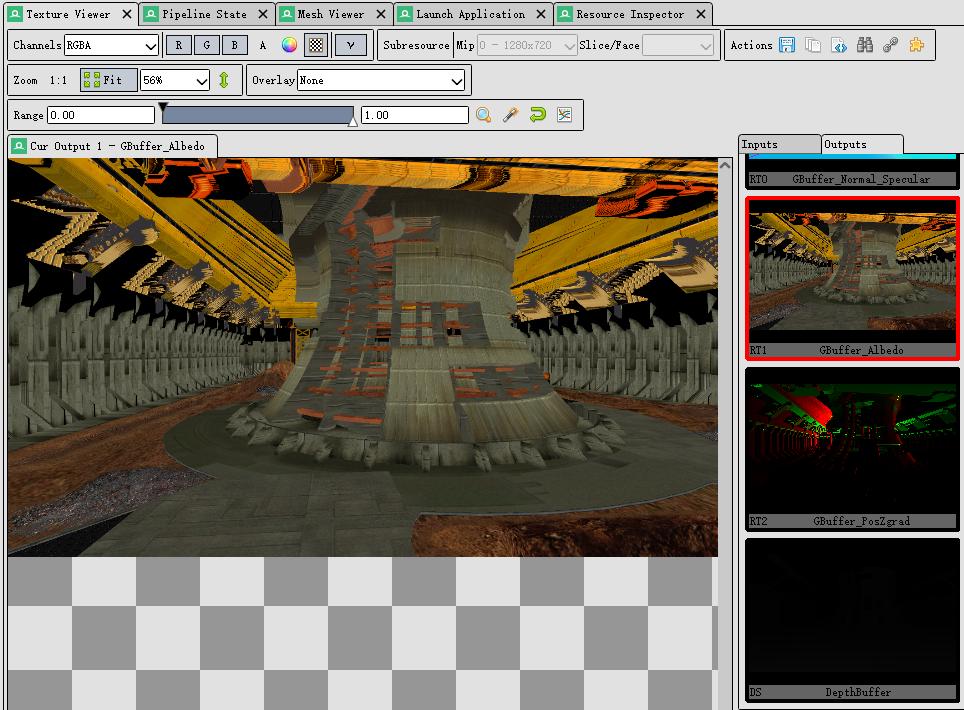 Texture Viewer
Pipeline State
Mesh Viewer
Launch Application
Resource Inspector
Channels RGBA R G B A γ Subresource Mip 0 - 1280x720 Slice/Face Actions
Zoom 1:1 Fit 56% Overlay None
Range 0.00 1.00
Cur Output 1 - GBuffer_Albedo
Inputs Outputs
RT0 GBuffer_Normal_Specular
RT1 GBuffer_Albedo
RT2 GBuffer_PosZgrad
DS DepthBuffer